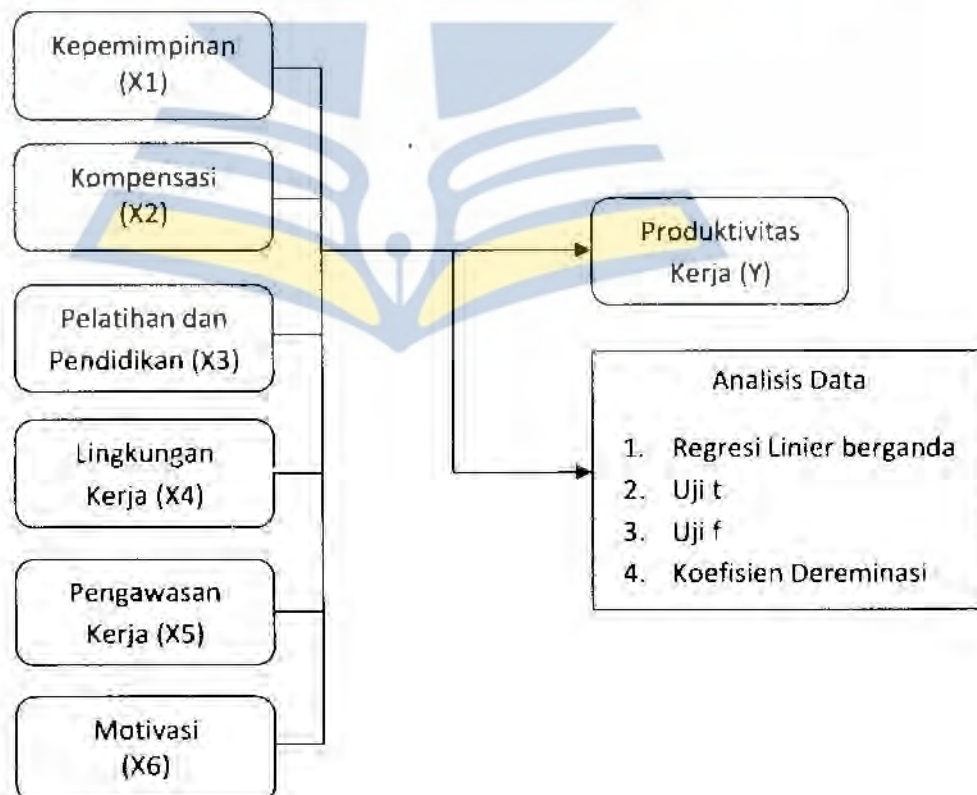 Kepemimpinan
(X1)
Kompensasi
(X2)
Pelatihan dan
Pendidikan (X3)
Lingkungan
Kerja (X4)
Pengawasan
Kerja (X5)
Motivasi
(X6)
Produktivitas
Kerja (Y)
Analisis Data
1. Regresi Linier berganda
2. Uji t
3. Uji f
4. Koefisien Dereminasi